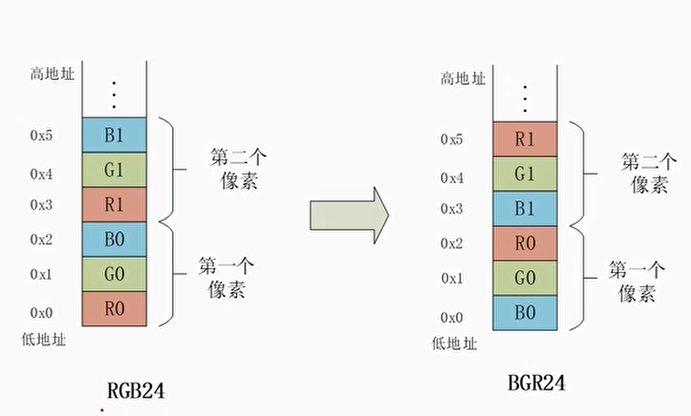 高地址
⋮
0x5
B1
0x4
G1
0x3
R1
第二个
像素
0x2
B0
0x1
G0
0x0
R0
第一个
像素
低地址
RGB24
高地址
⋮
0x5
R1
0x4
G1
0x3
B1
第二个
像素
0x2
R0
0x1
G0
0x0
B0
第一个
像素
低地址
BGR24